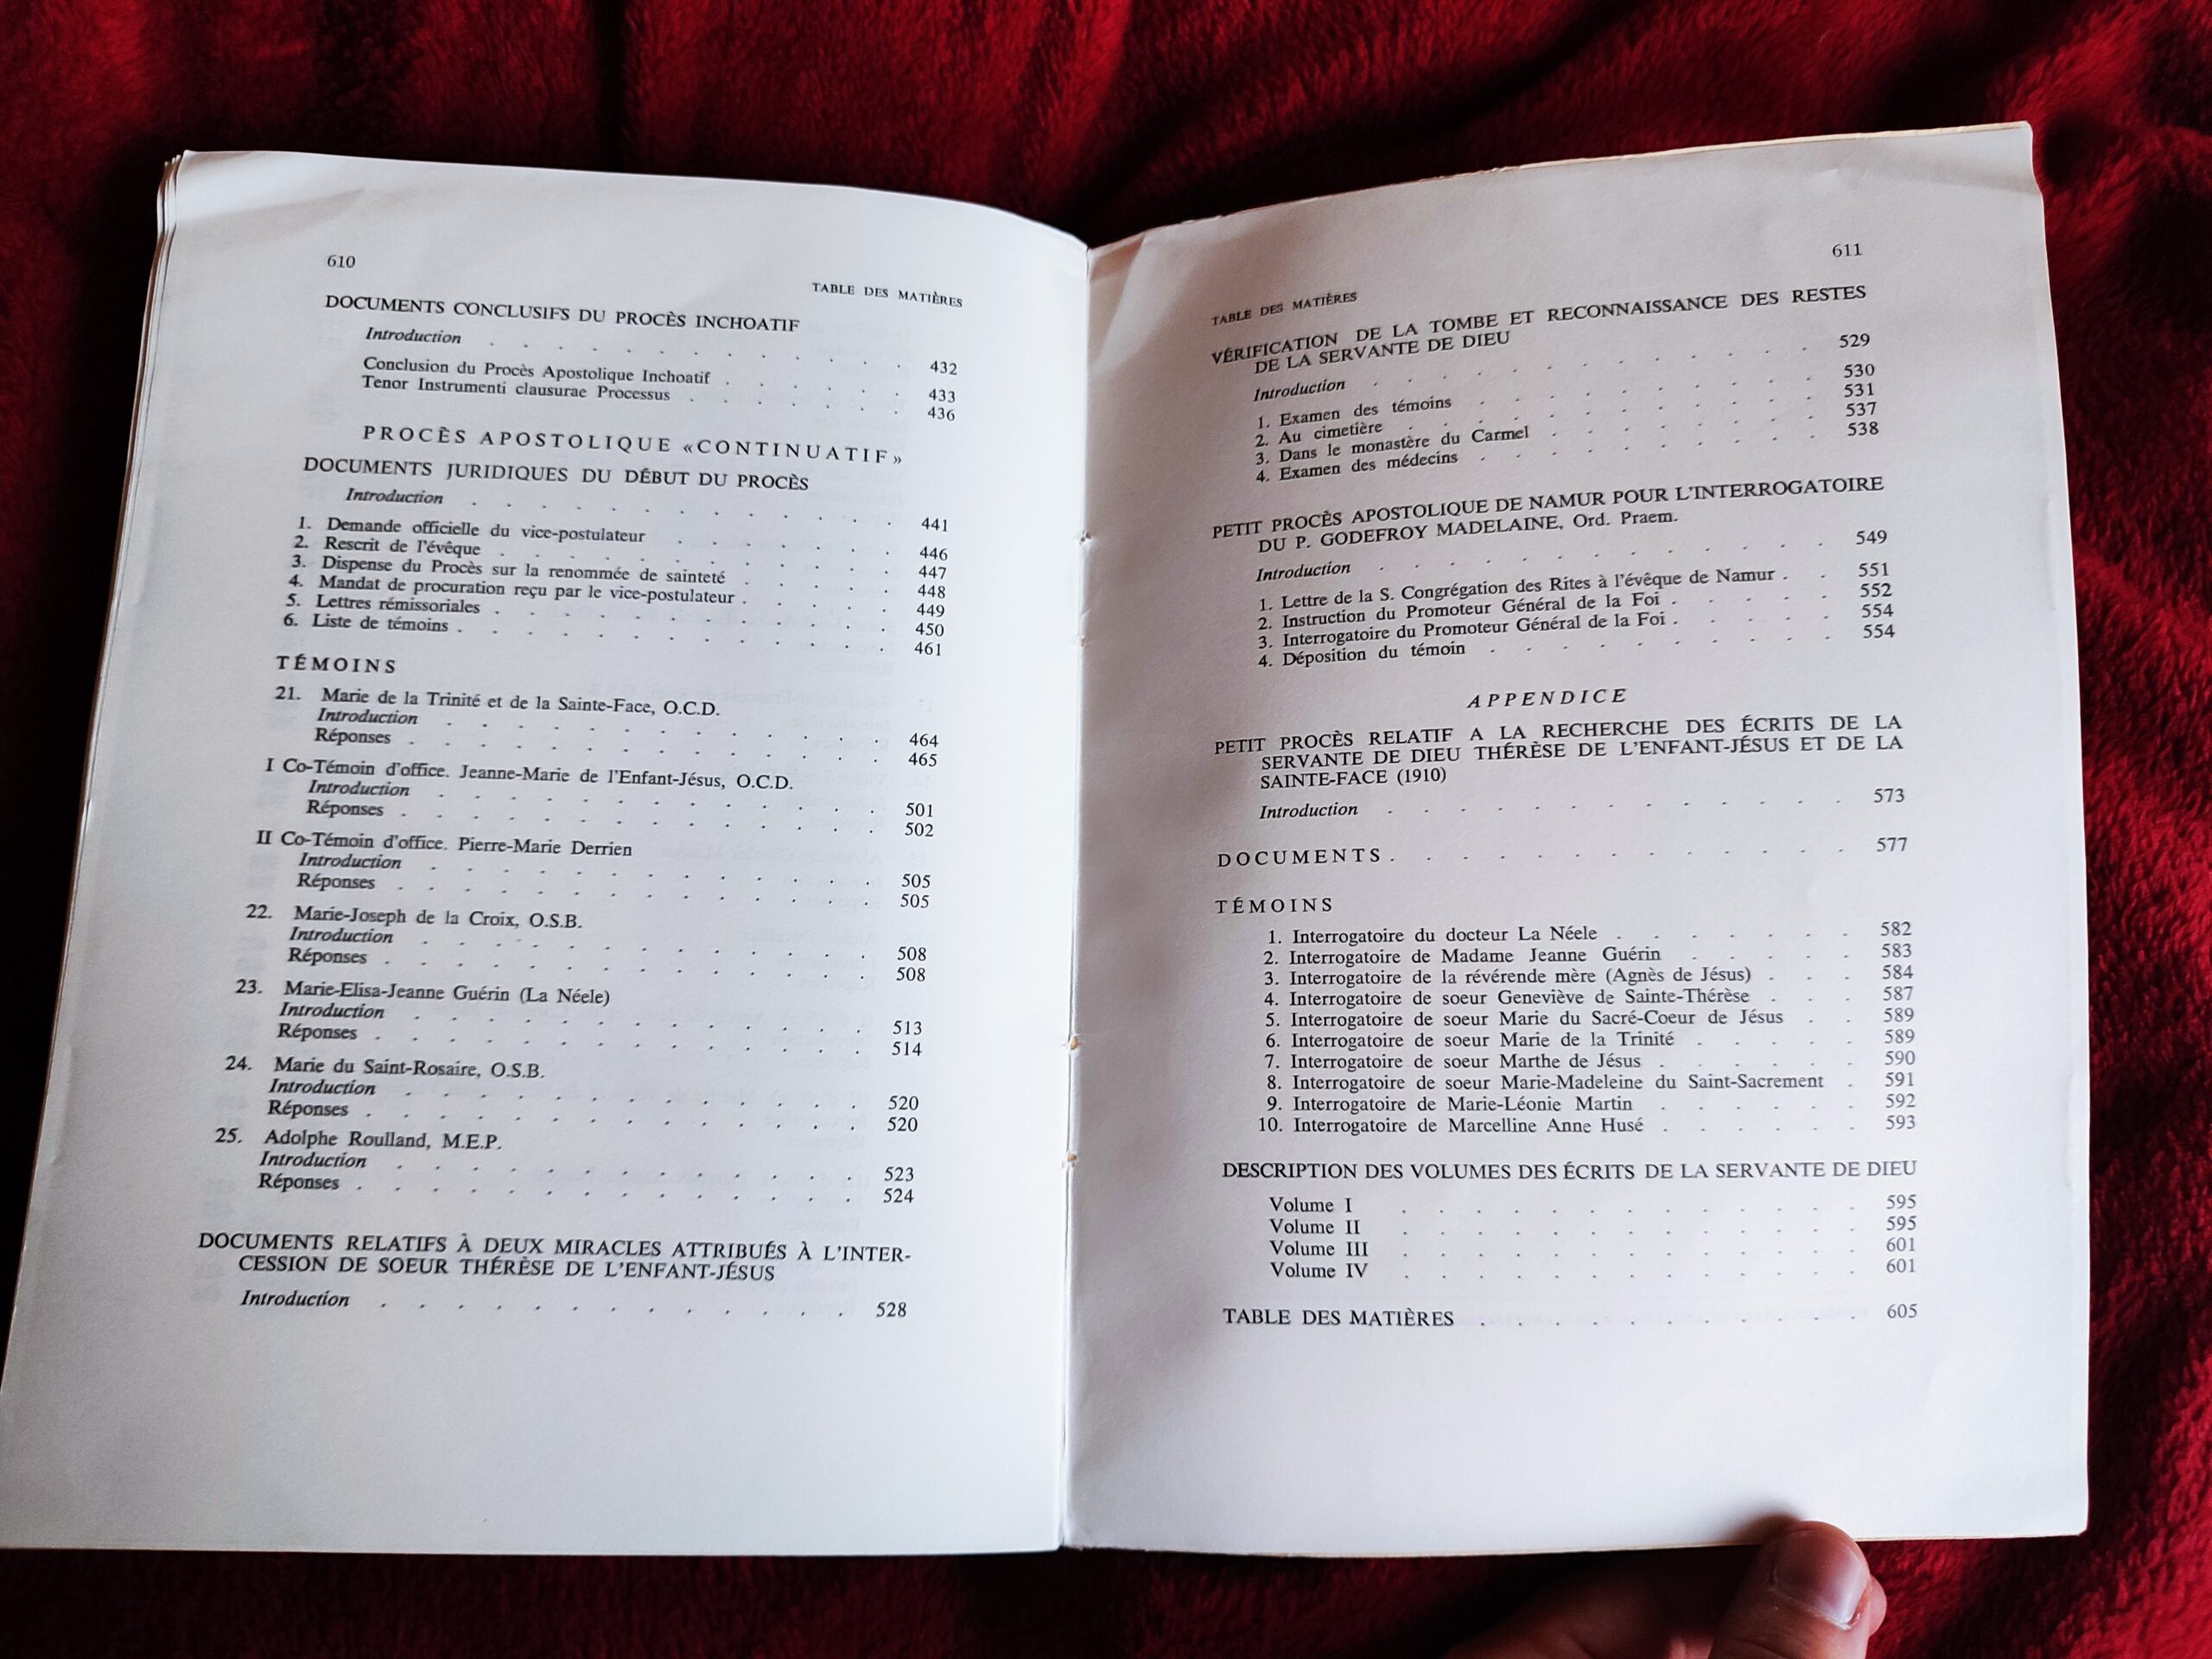 610
TABLE DES MATIÈRES
DOCUMENTS CONCLUSIFS DU PROCÈS INCHOATIF
Introduction . . . . . . . . . . . 432
Conclusion du Procès Apostolique Inchoatif . . . . . 433
Tenor Instrumenti clausurae Processus . . . . . . 436
PROCÈS APOSTOLIQUE «CONTINUATIF»
DOCUMENTS JURIDIQUES DU DÉBUT DU PROCÈS
Introduction . . . . . . . . . . . . 441
1. Demande officielle du vice-postulateur . . . . . . 446
2. Rescrit de l'évêque . . . . . . . . . . 447
3. Dispense du Procès sur la renommée de sainteté . . . . 448
4. Mandat de procuration reçu par le vice-postulateur . . . . 449
5. Lettres rémissoriales . . . . . . . . . . 450
6. Liste de témoins . . . . . . . . . . . 461
TÉMOINS
21. Marie de la Trinité et de la Sainte-Face, O.C.D.
Introduction . . . . . . . . . . . . 464
Réponses . . . . . . . . . . . . 465
I Co-Témoin d'office. Jeanne-Marie de l'Enfant-Jésus, O.C.D.
Introduction . . . . . . . . . . . . 501
Réponses . . . . . . . . . . . . 502
II Co-Témoin d'office. Pierre-Marie Derrien
Introduction . . . . . . . . . . . . 505
Réponses . . . . . . . . . . . . 505
22. Marie-Joseph de la Croix, O.S.B.
Introduction . . . . . . . . . . . . 508
Réponses . . . . . . . . . . . . 508
23. Marie-Elisa-Jeanne Guérin (La Néele)
Introduction . . . . . . . . . . . . 513
Réponses . . . . . . . . . . . . 514
24. Marie du Saint-Rosaire, O.S.B.
Introduction . . . . . . . . . . . . 520
Réponses . . . . . . . . . . . . 520
25. Adolphe Roulland, M.E.P.
Introduction . . . . . . . . . . . . 523
Réponses . . . . . . . . . . . . 524
DOCUMENTS RELATIFS À DEUX MIRACLES ATTRIBUÉS À L'INTER-
CESSION DE SOEUR THÉRÈSE DE L'ENFANT-JÉSUS
Introduction . . . . . . . . . . . . . 528
611
TABLE DES MATIÈRES
VÉRIFICATION DE LA TOMBE ET RECONNAISSANCE DES RESTES
DE LA SERVANTE DE DIEU
Introduction . . . . . . . . . . . . 529
1. Examen des témoins . . . . . . . . . 530
2. Au cimetière . . . . . . . . . . . 531
3. Dans le monastère du Carmel . . . . . . . 537
4. Examen des médecins . . . . . . . . . 538
PETIT PROCÈS APOSTOLIQUE DE NAMUR POUR L'INTERROGATOIRE
DU P. GODEFROY MADELAINE, Ord. Praem.
Introduction . . . . . . . . . . . . 549
1. Lettre de la S. Congrégation des Rites à l'évêque de Namur . . 551
2. Instruction du Promoteur Général de la Foi . . . . . 552
3. Interrogatoire du Promoteur Général de la Foi . . . . . 554
4. Déposition du témoin . . . . . . . . . 554
APPENDICE
PETIT PROCÈS RELATIF A LA RECHERCHE DES ÉCRITS DE LA
SERVANTE DE DIEU THÉRÈSE DE L'ENFANT-JÉSUS ET DE LA
SAINTE-FACE (1910)
Introduction . . . . . . . . . . . . . 573
DOCUMENTS . . . . . . . . . . . . . 577
TÉMOINS
1. Interrogatoire du docteur La Néele . . . . . . . 582
2. Interrogatoire de Madame Jeanne Guérin . . . . . 583
3. Interrogatoire de la révérende mère (Agnès de Jésus) . . . 584
4. Interrogatoire de soeur Geneviève de Sainte-Thérèse . . . 587
5. Interrogatoire de soeur Marie du Sacré-Coeur de Jésus . . 589
6. Interrogatoire de soeur Marie de la Trinité . . . . . 589
7. Interrogatoire de soeur Marthe de Jésus . . . . . . 590
8. Interrogatoire de soeur Marie-Madeleine du Saint-Sacrement . 591
9. Interrogatoire de Marie-Léonie Martin . . . . . . 592
10. Interrogatoire de Marcelline Anne Husé . . . . . . 593
DESCRIPTION DES VOLUMES DES ÉCRITS DE LA SERVANTE DE DIEU
Volume I . . . . . . . . . . . . . 595
Volume II . . . . . . . . . . . . . 595
Volume III . . . . . . . . . . . . . 601
Volume IV . . . . . . . . . . . . . 601
TABLE DES MATIÈRES . . . . . . . . . . . 605